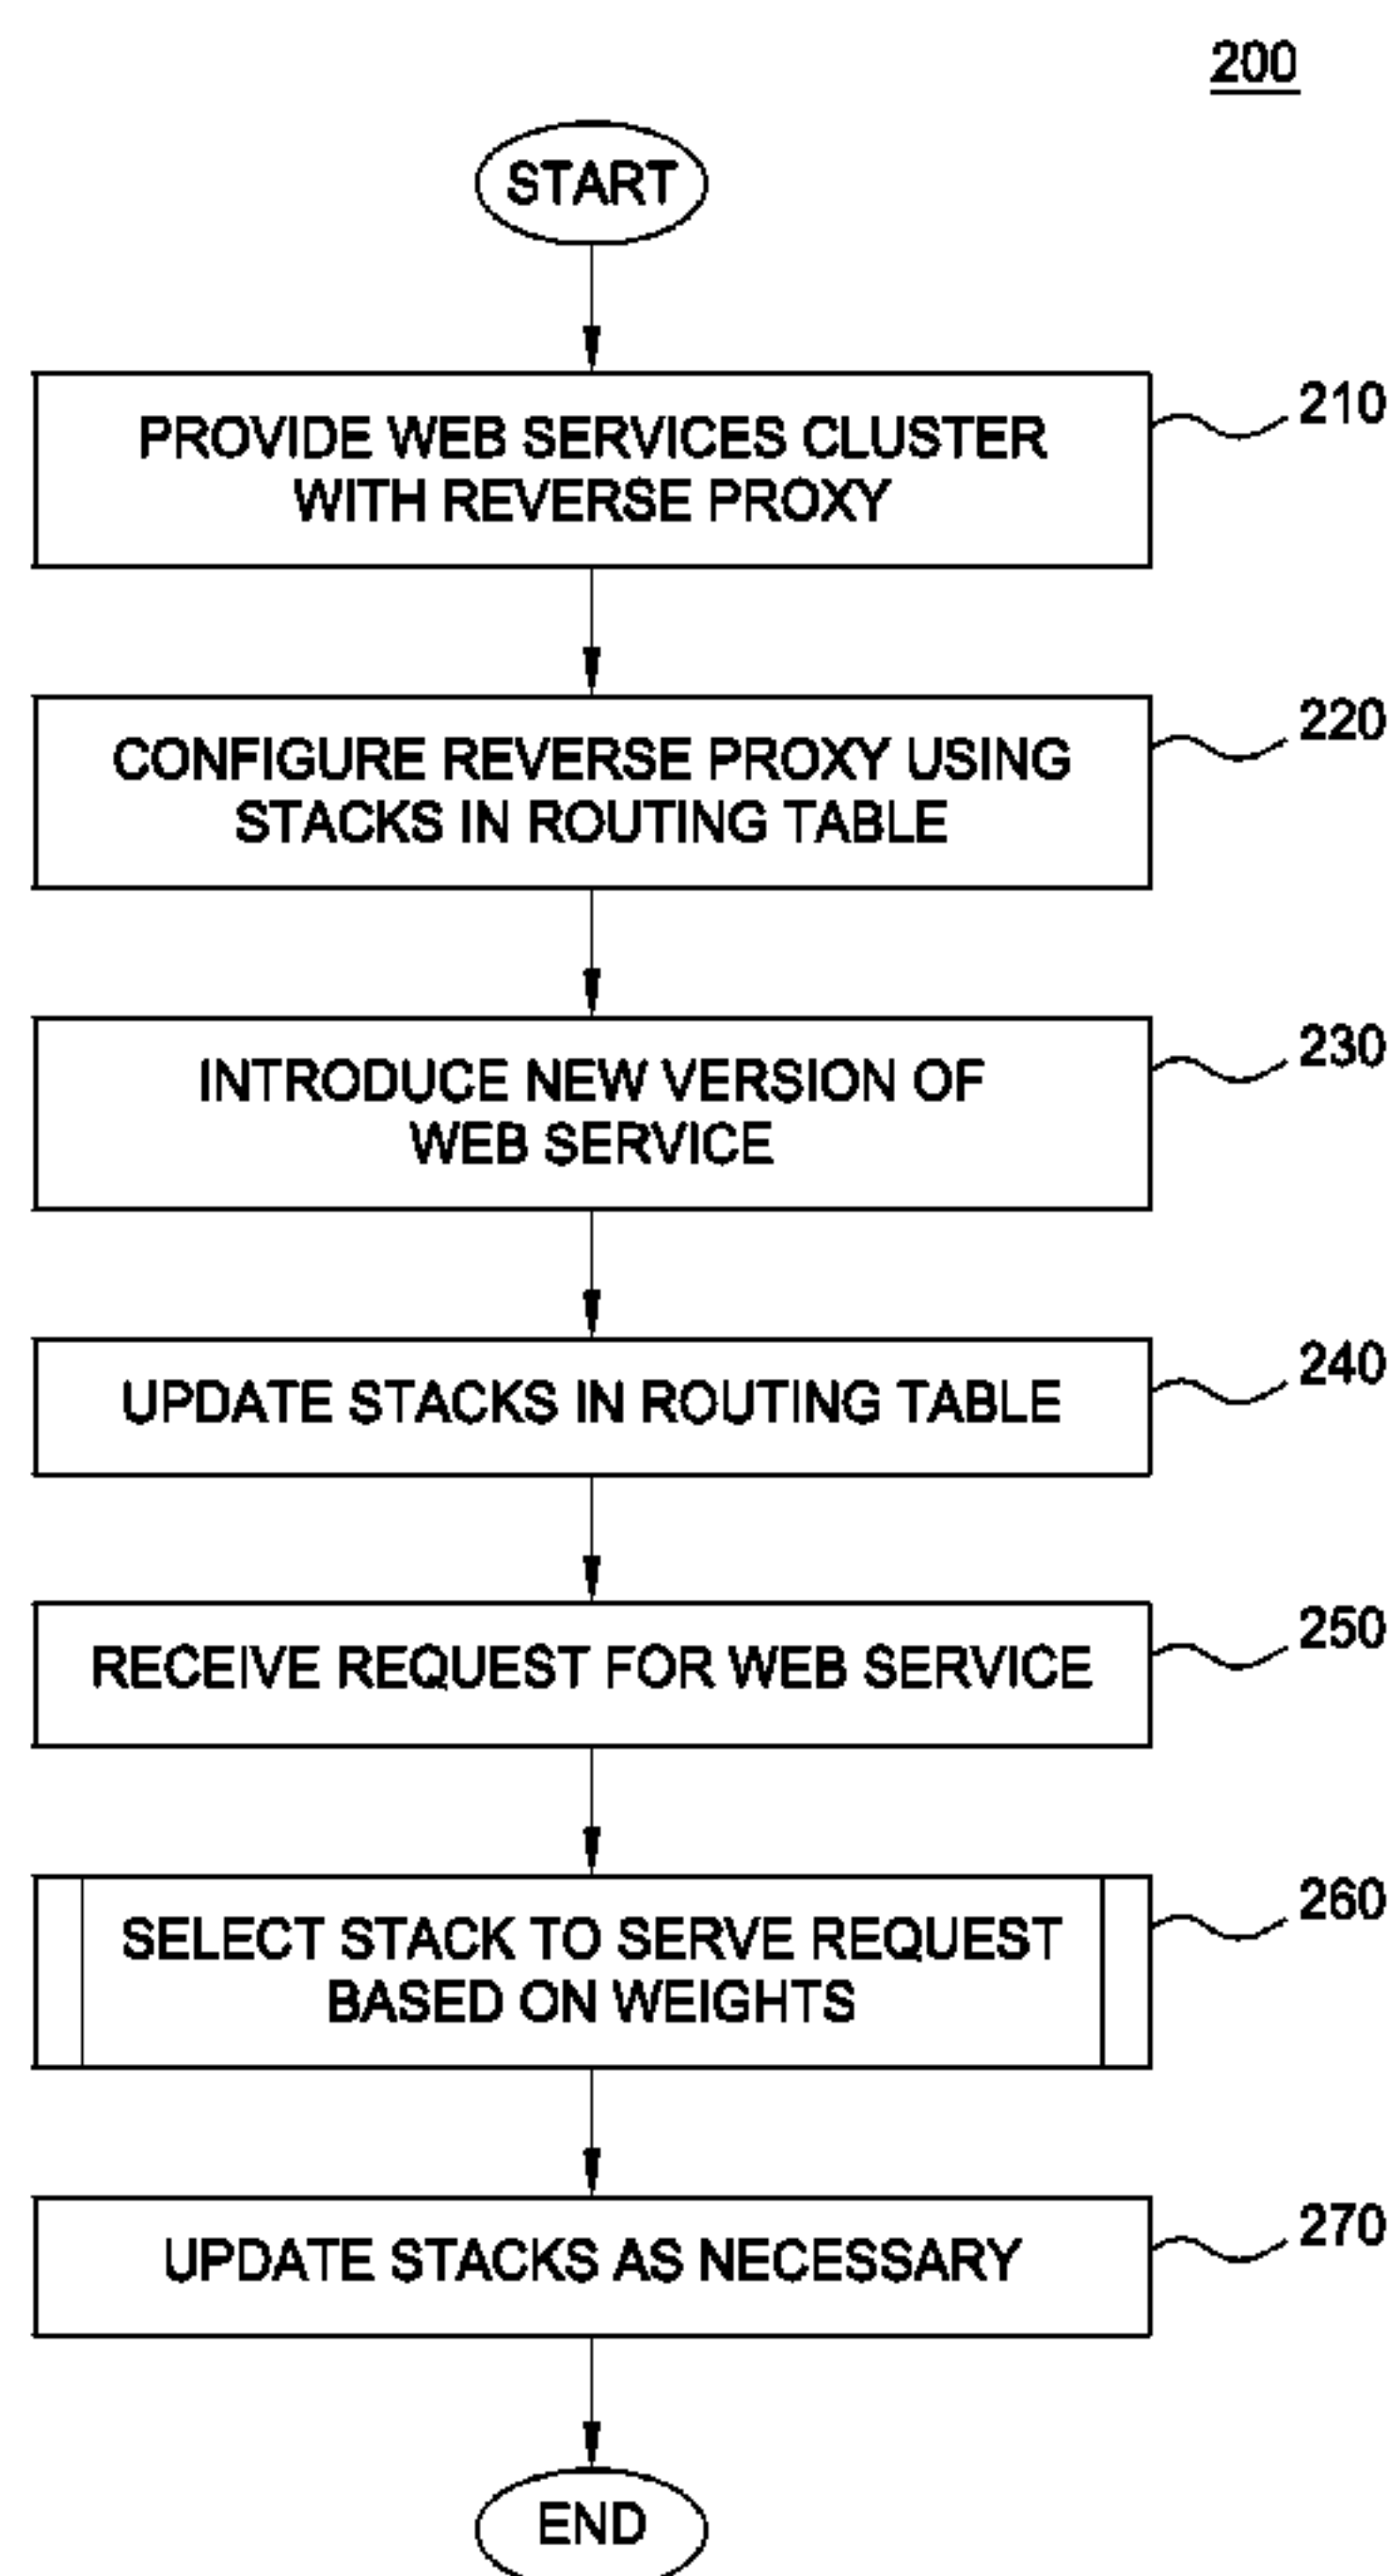 200
START
PROVIDE WEB SERVICES CLUSTER
WITH REVERSE PROXY
210
CONFIGURE REVERSE PROXY USING
STACKS IN ROUTING TABLE
220
INTRODUCE NEW VERSION OF
WEB SERVICE
230
UPDATE STACKS IN ROUTING TABLE
240
RECEIVE REQUEST FOR WEB SERVICE
250
SELECT STACK TO SERVE REQUEST
BASED ON WEIGHTS
260
UPDATE STACKS AS NECESSARY
270
END